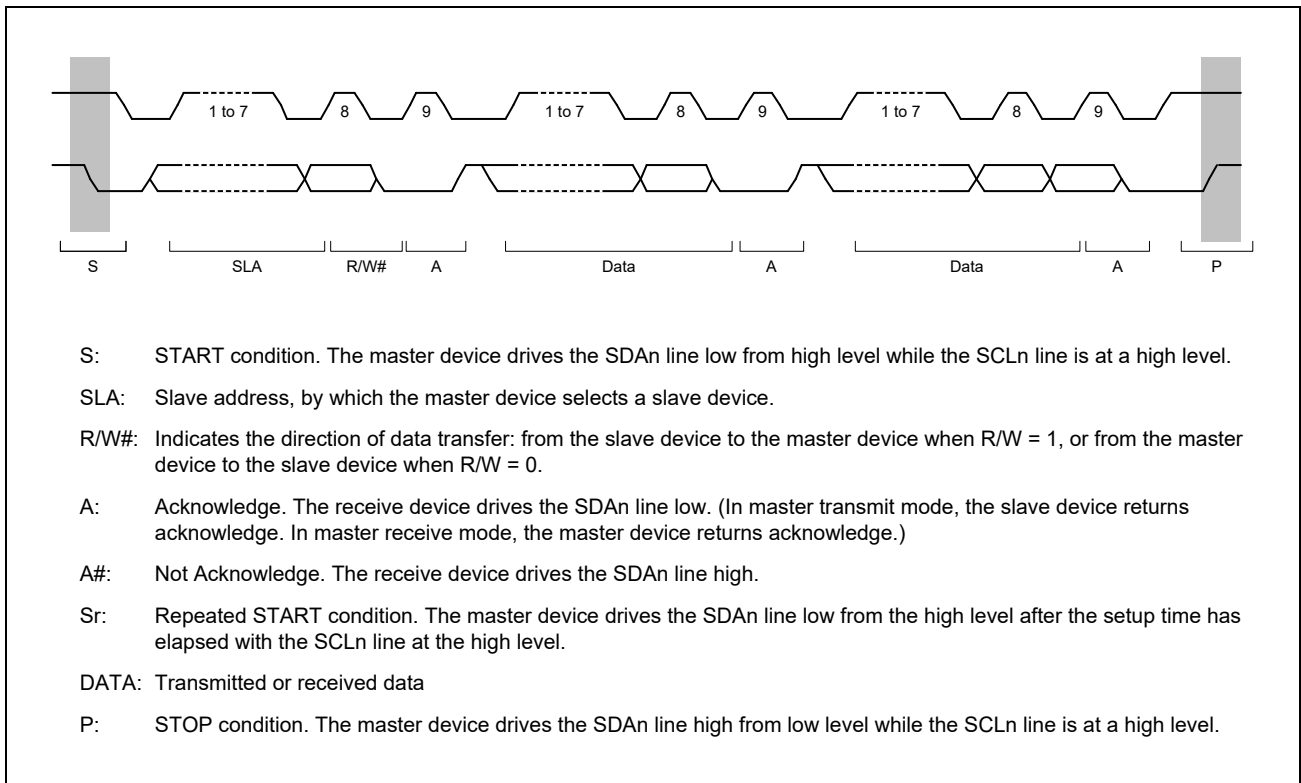 1 to 7 8 9 1 to 7 8 9 1 to 7 8 9
S SLA R/W# A Data A Data A P
S: START condition. The master device drives the SDAn line low from high level while the SCLn line is at a high level.
SLA: Slave address, by which the master device selects a slave device.
R/W#: Indicates the direction of data transfer: from the slave device to the master device when R/W = 1, or from the master
device to the slave device when R/W = 0.
A: Acknowledge. The receive device drives the SDAn line low. (In master transmit mode, the slave device returns
acknowledge. In master receive mode, the master device returns acknowledge.)
A#: Not Acknowledge. The receive device drives the SDAn line high.
Sr: Repeated START condition. The master device drives the SDAn line low from the high level after the setup time has
elapsed with the SCLn line at the high level.
DATA: Transmitted or received data
P: STOP condition. The master device drives the SDAn line high from low level while the SCLn line is at a high level.